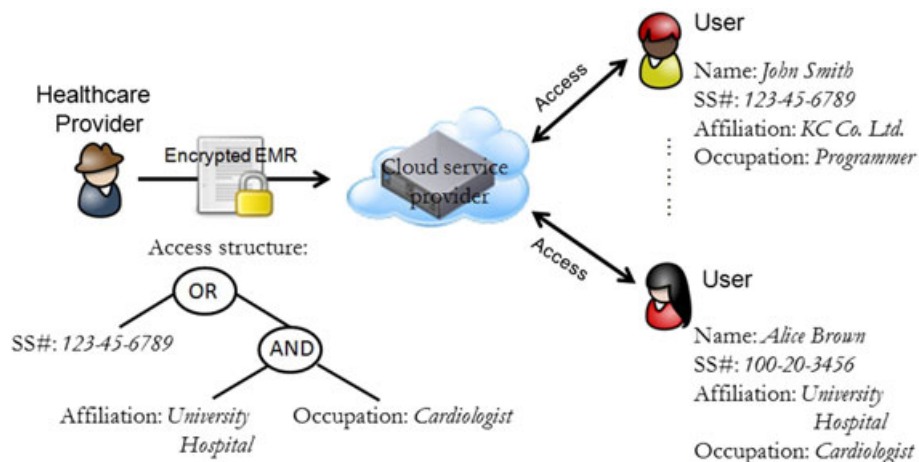 Healthcare
Provider
Encrypted EMR
Cloud service
provider
Access
User
Name: John Smith
SS#: 123-45-6789
Affiliation: KC Co. Ltd.
Occupation: Programmer
Access
User
Name: Alice Brown
SS#: 100-20-3456
Affiliation: University
Hospital
Occupation: Cardiologist
Access structure:
OR
SS#: 123-45-6789
AND
Affiliation: University
Hospital
Occupation: Cardiologist